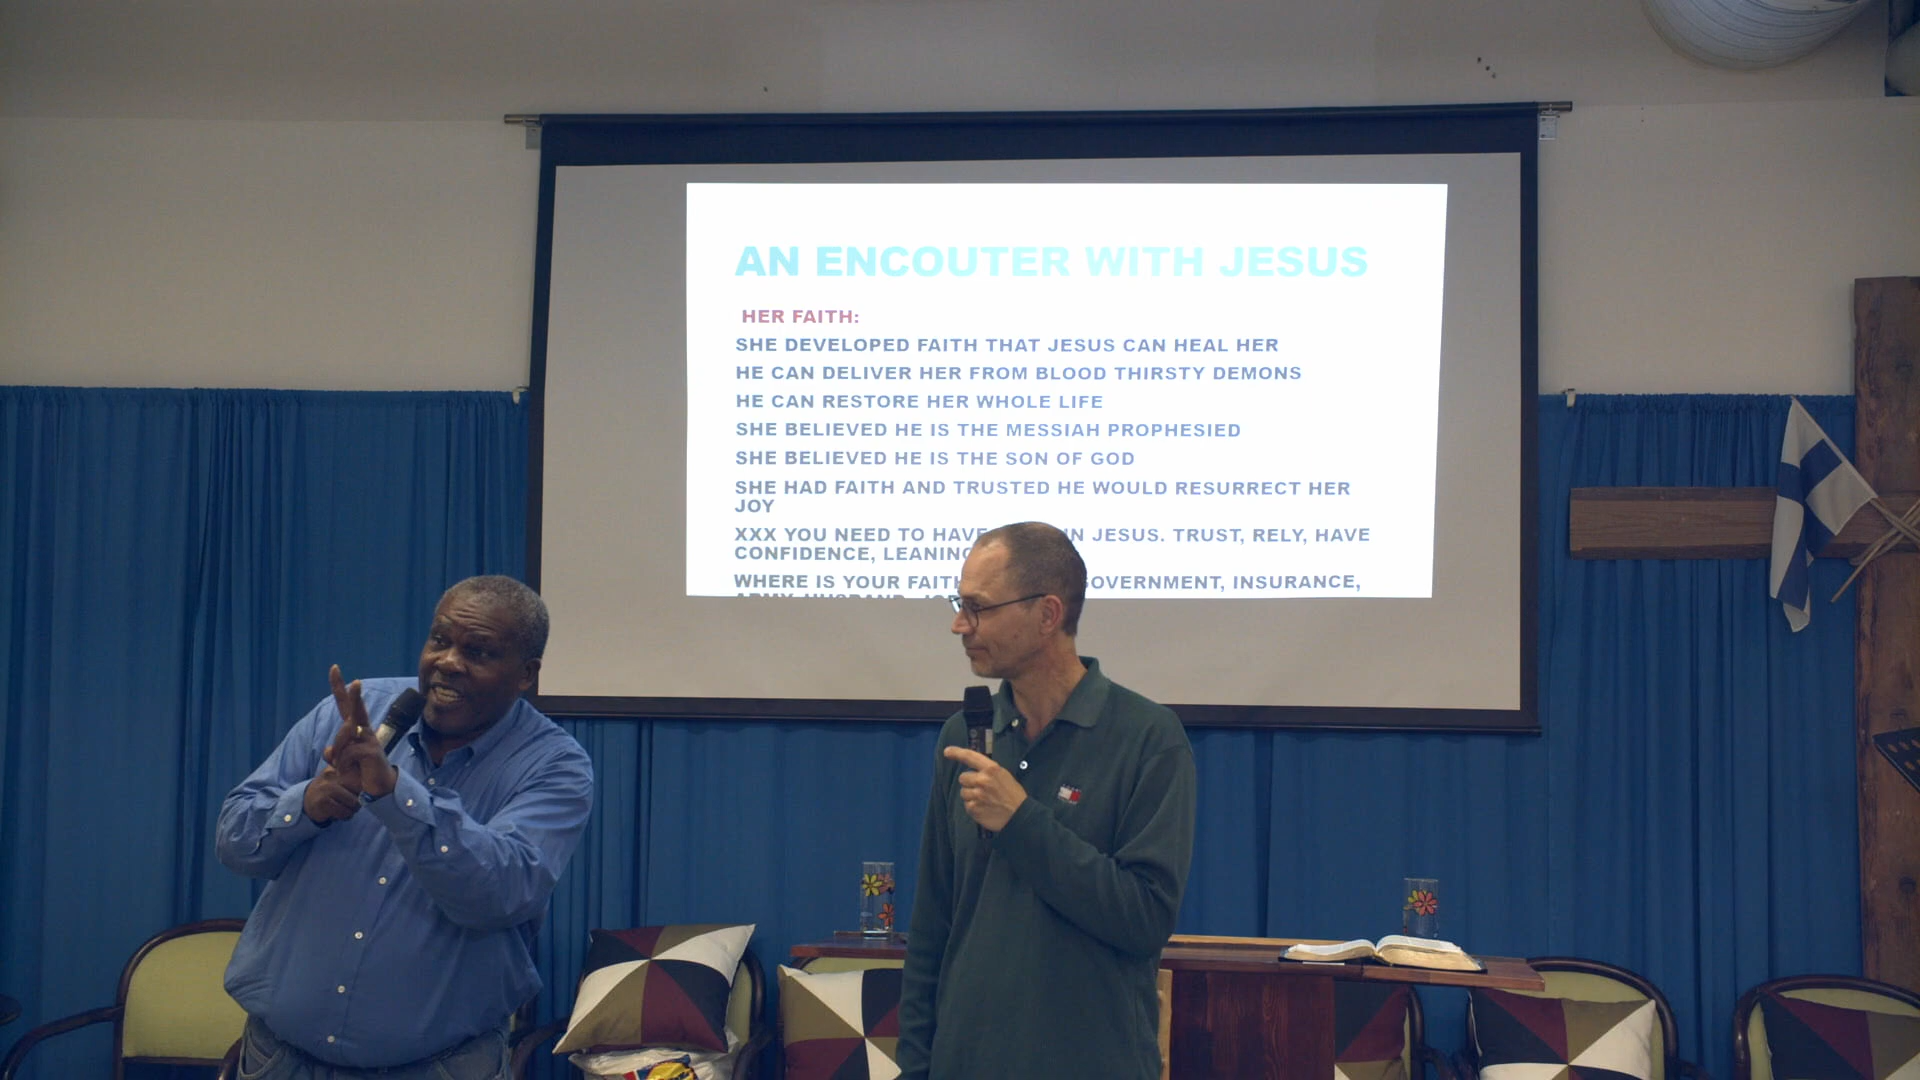 AN ENCOUTER WITH JESUS
HER FAITH:
SHE DEVELOPED FAITH THAT JESUS CAN HEAL HER
HE CAN DELIVER HER FROM BLOOD THIRSTY DEMONS
HE CAN RESTORE HER WHOLE LIFE
SHE BELIEVED HE IS THE MESSIAH PROPHESIED
SHE BELIEVED HE IS THE SON OF GOD
SHE HAD FAITH AND TRUSTED HE WOULD RESURRECT HER
JOY
XXX YOU NEED TO HAVE IN JESUS. TRUST, RELY, HAVE
CONFIDENCE, LEANING
WHERE IS YOUR FAITH GOVERNMENT, INSURANCE,
ARMY, HUSBAND,